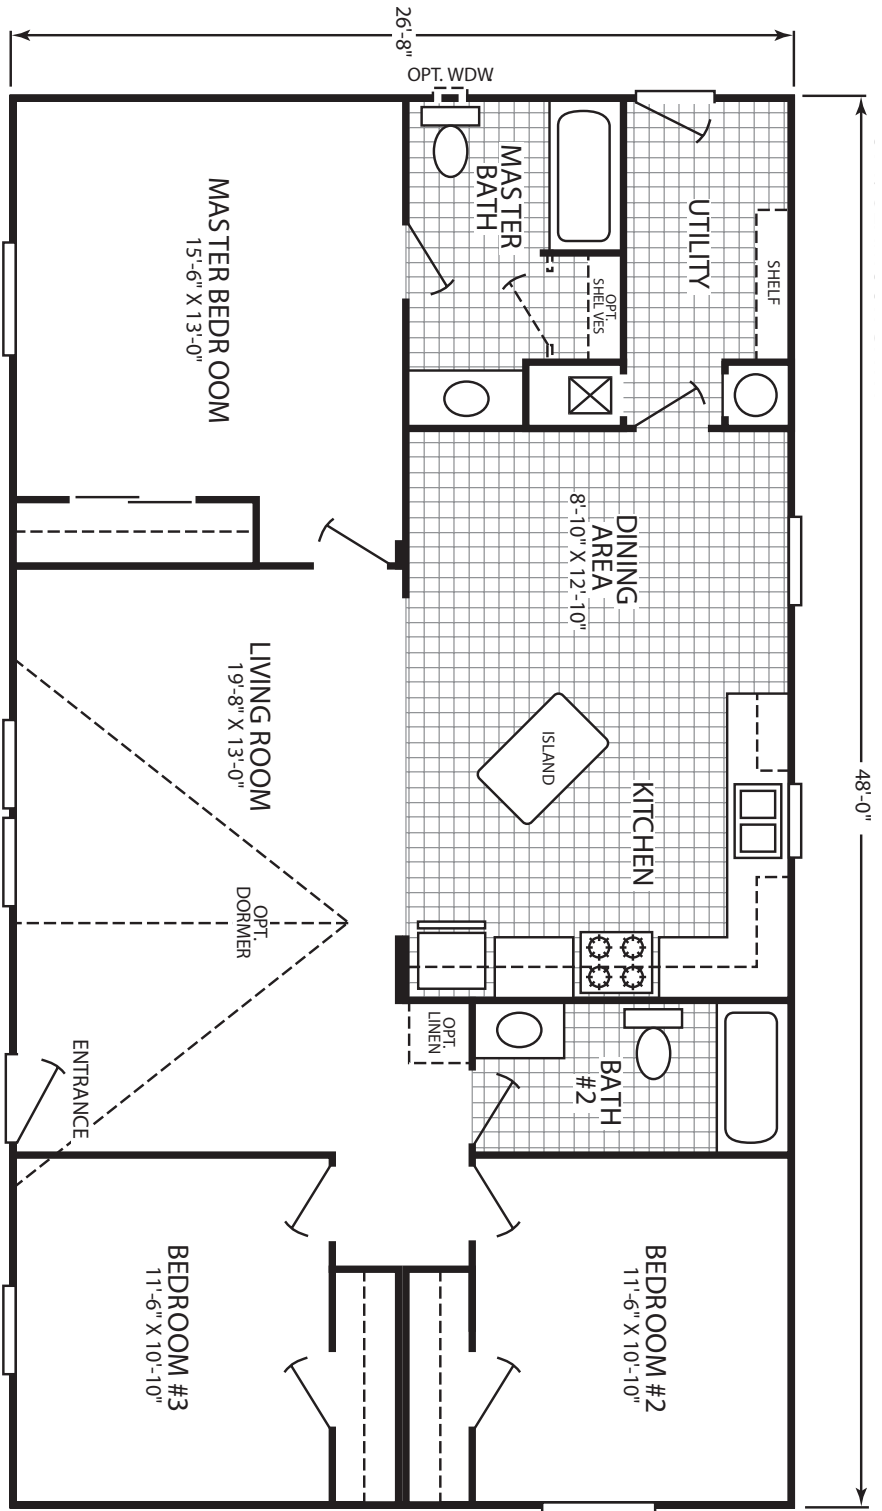 48'-0"
26'-8"
OPT. WDW
UTILITY
SHELF
MASTER
BATH
OPT.
SHELVES
MASTER BEDROOM
15'-6" X 13'-0"
DINING
AREA
8'-10" X 12'-10"
KITCHEN
ISLAND
LIVING ROOM
19'-8" X 13'-0"
OPT.
DORMER
ENTRANCE
OPT.
LINEN
BATH
#2
BEDROOM #2
11'-6" X 10'-10"
BEDROOM #3
11'-6" X 10'-10"